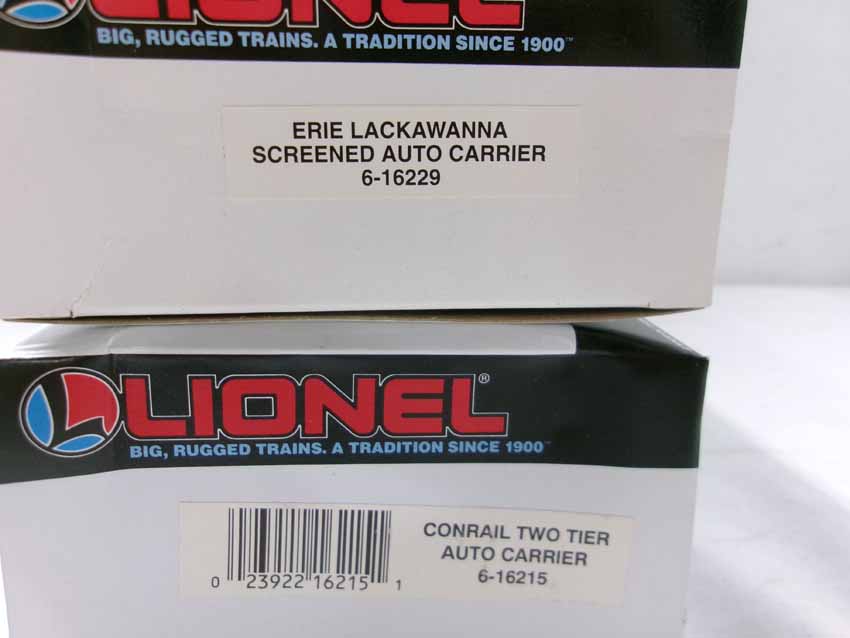 LIONEL
BIG, RUGGED TRAINS. A TRADITION SINCE 1900™
ERIE LACKAWANNA
SCREENED AUTO CARRIER
6-16229
LIONEL®
BIG, RUGGED TRAINS. A TRADITION SINCE 1900™
CONRAIL TWO TIER
AUTO CARRIER
6-16215
0 23922 16215 1